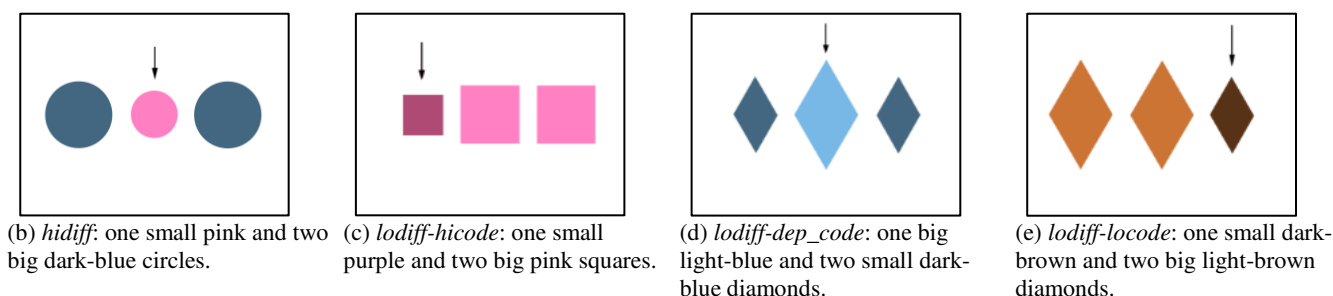 (b) hidiff: one small pink and two
big dark-blue circles.
(c) lodiff-hicode: one small
purple and two big pink squares.
(d) lodiff-dep_code: one big
light-blue and two small dark-
blue diamonds.
(e) lodiff-locode: one small dark-
brown and two big light-brown
diamonds.